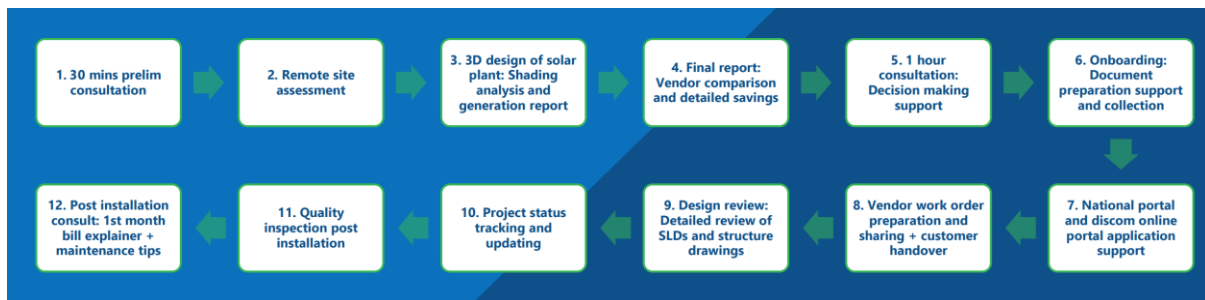 1. 30 mins prelim
consultation
2. Remote site
assessment
3. 3D design of solar
plant: Shading
analysis and
generation report
4. Final report:
Vendor comparison
and detailed savings
5. 1 hour
consultation:
Decision making
support
6. Onboarding:
Document
preparation support
and collection
7. National portal
and discom online
portal application
support
8. Vendor work order
preparation and
sharing + customer
handover
9. Design review:
Detailed review of
SLDs and structure
drawings
10. Project status
tracking and
updating
11. Quality
inspection post
installation
12. Post installation
consult: 1st month
bill explainer +
maintenance tips